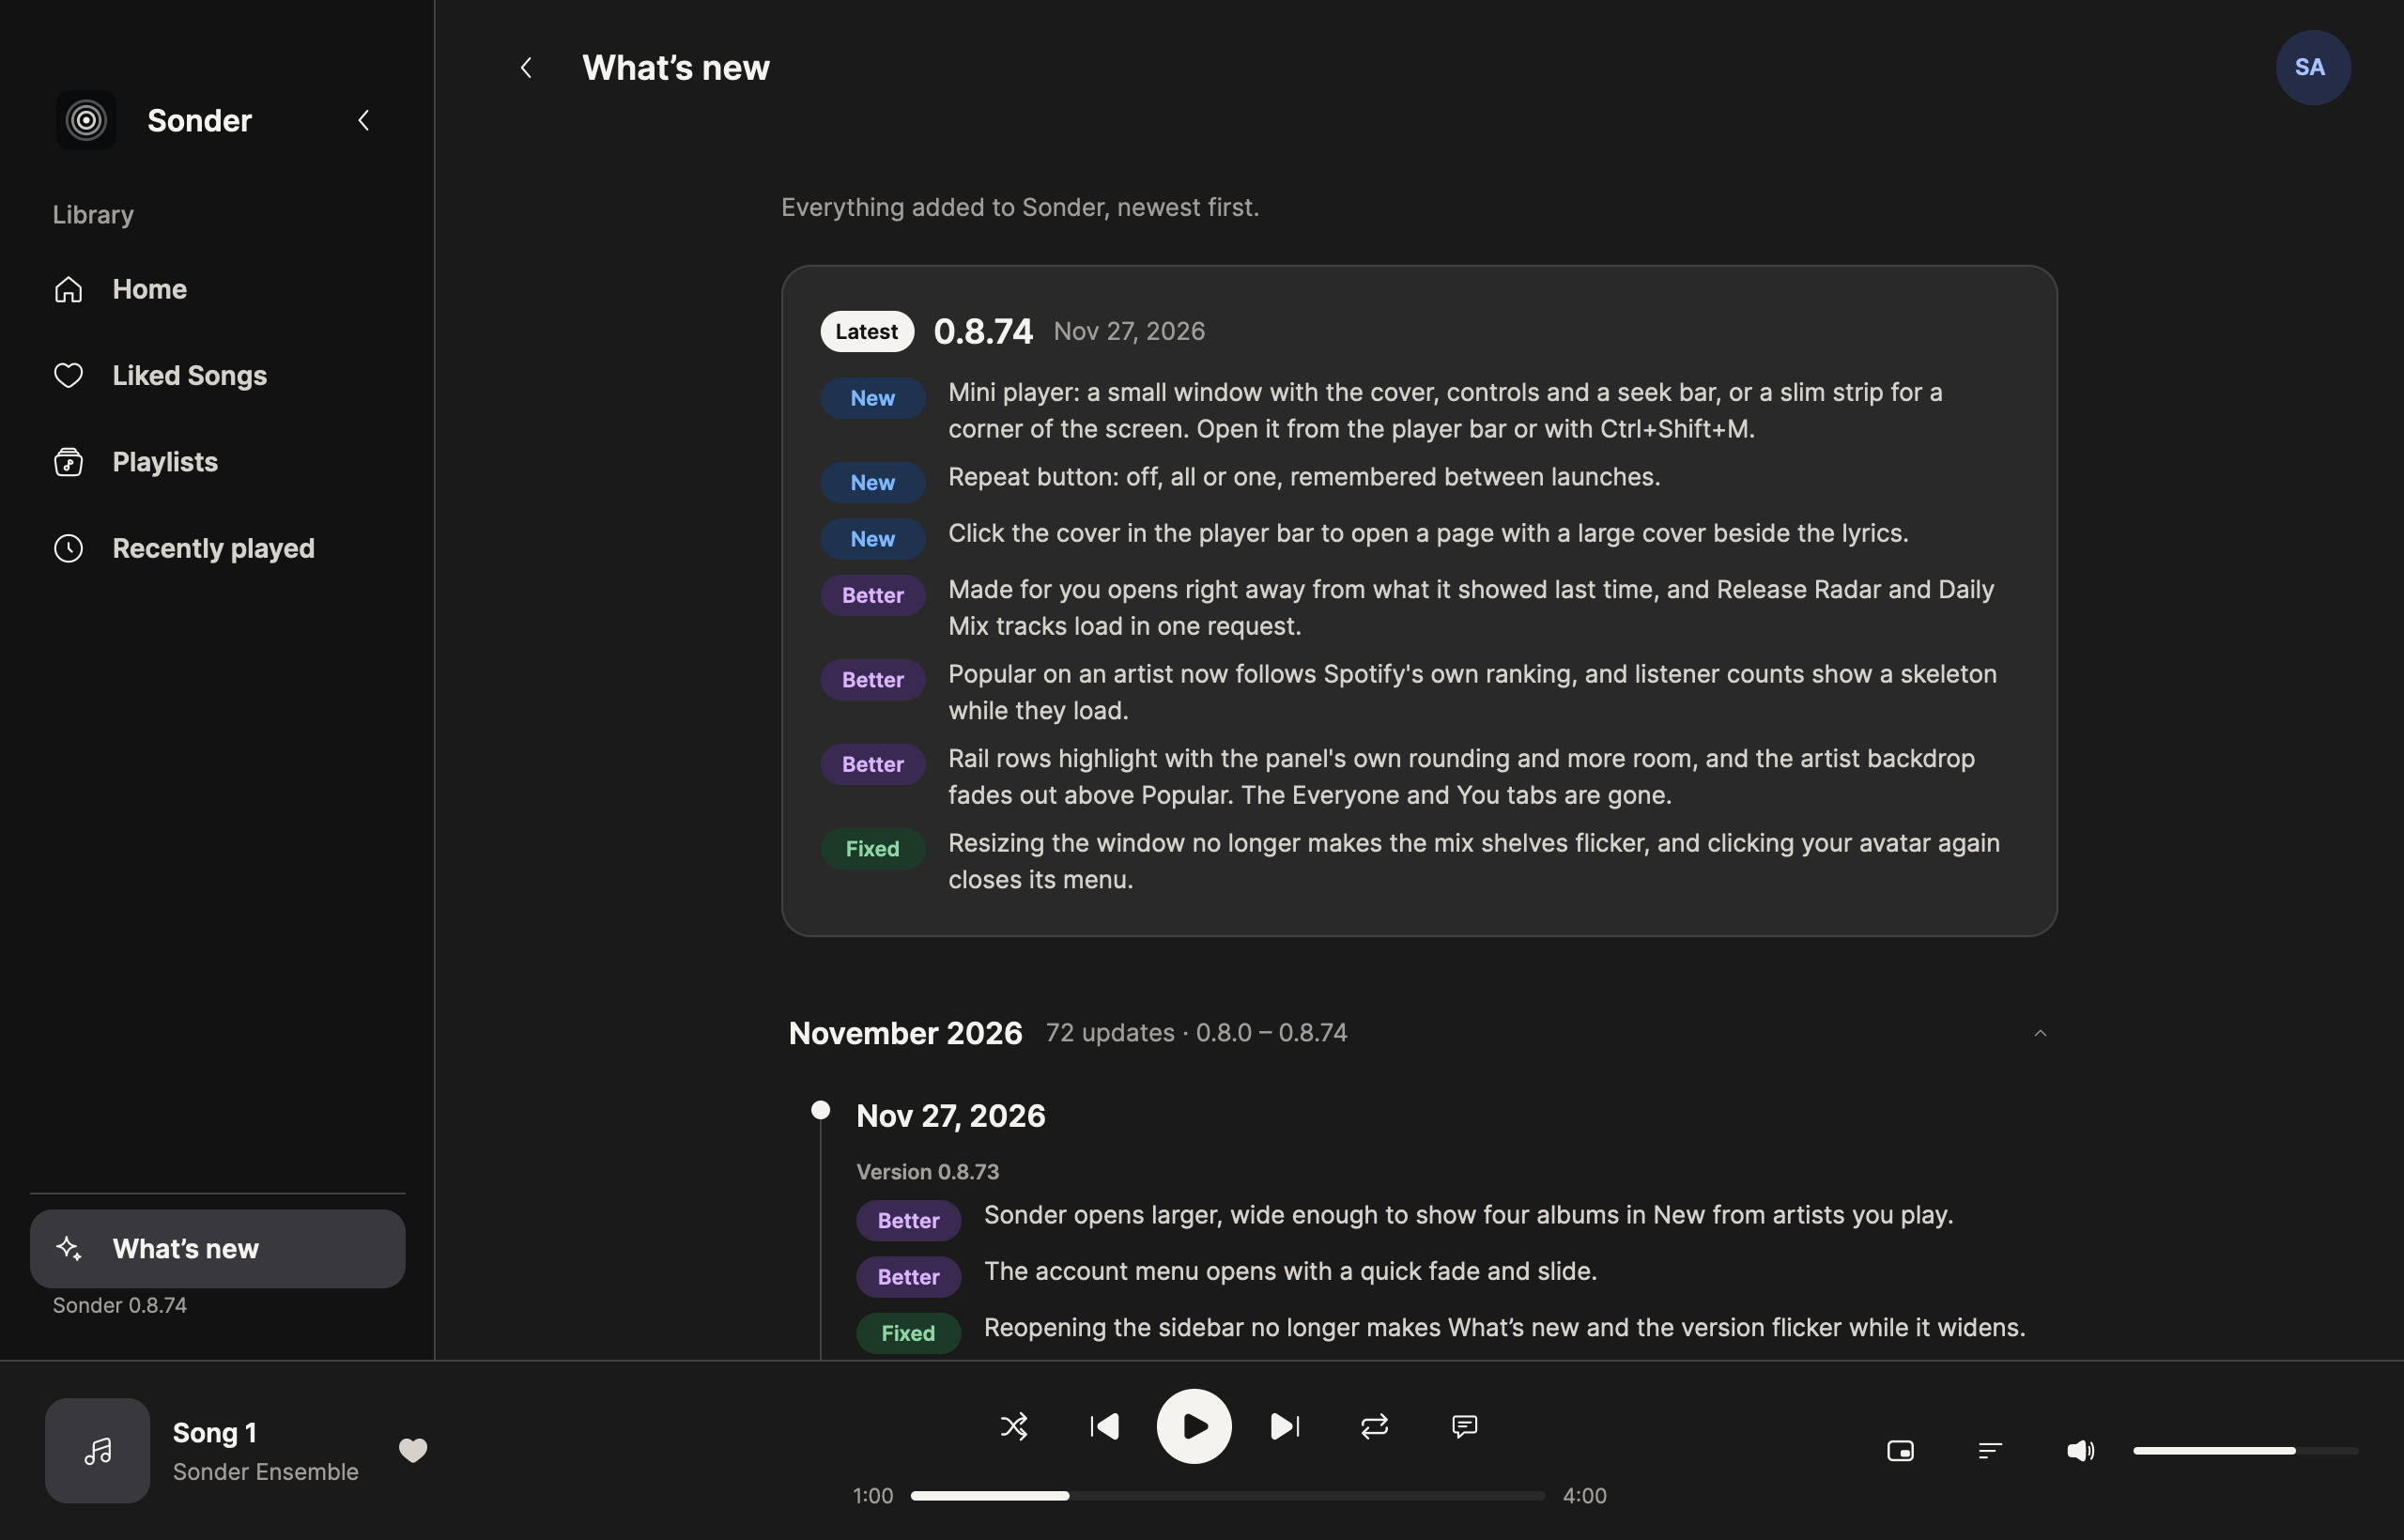 Sonder
Library
Home
Liked Songs
Playlists
Recently played
What’s new
Sonder 0.8.74
What’s new
SA
Everything added to Sonder, newest first.
Latest 0.8.74 Nov 27, 2026
New Mini player: a small window with the cover, controls and a seek bar, or a slim strip for a
corner of the screen. Open it from the player bar or with Ctrl+Shift+M.
New Repeat button: off, all or one, remembered between launches.
New Click the cover in the player bar to open a page with a large cover beside the lyrics.
Better Made for you opens right away from what it showed last time, and Release Radar and Daily
Mix tracks load in one request.
Better Popular on an artist now follows Spotify's own ranking, and listener counts show a skeleton
while they load.
Better Rail rows highlight with the panel's own rounding and more room, and the artist backdrop
fades out above Popular. The Everyone and You tabs are gone.
Fixed Resizing the window no longer makes the mix shelves flicker, and clicking your avatar again
closes its menu.
November 2026 72 updates · 0.8.0 – 0.8.74
Nov 27, 2026
Version 0.8.73
Better Sonder opens larger, wide enough to show four albums in New from artists you play.
Better The account menu opens with a quick fade and slide.
Fixed Reopening the sidebar no longer makes What’s new and the version flicker while it widens.
Song 1
Sonder Ensemble
1:00 4:00